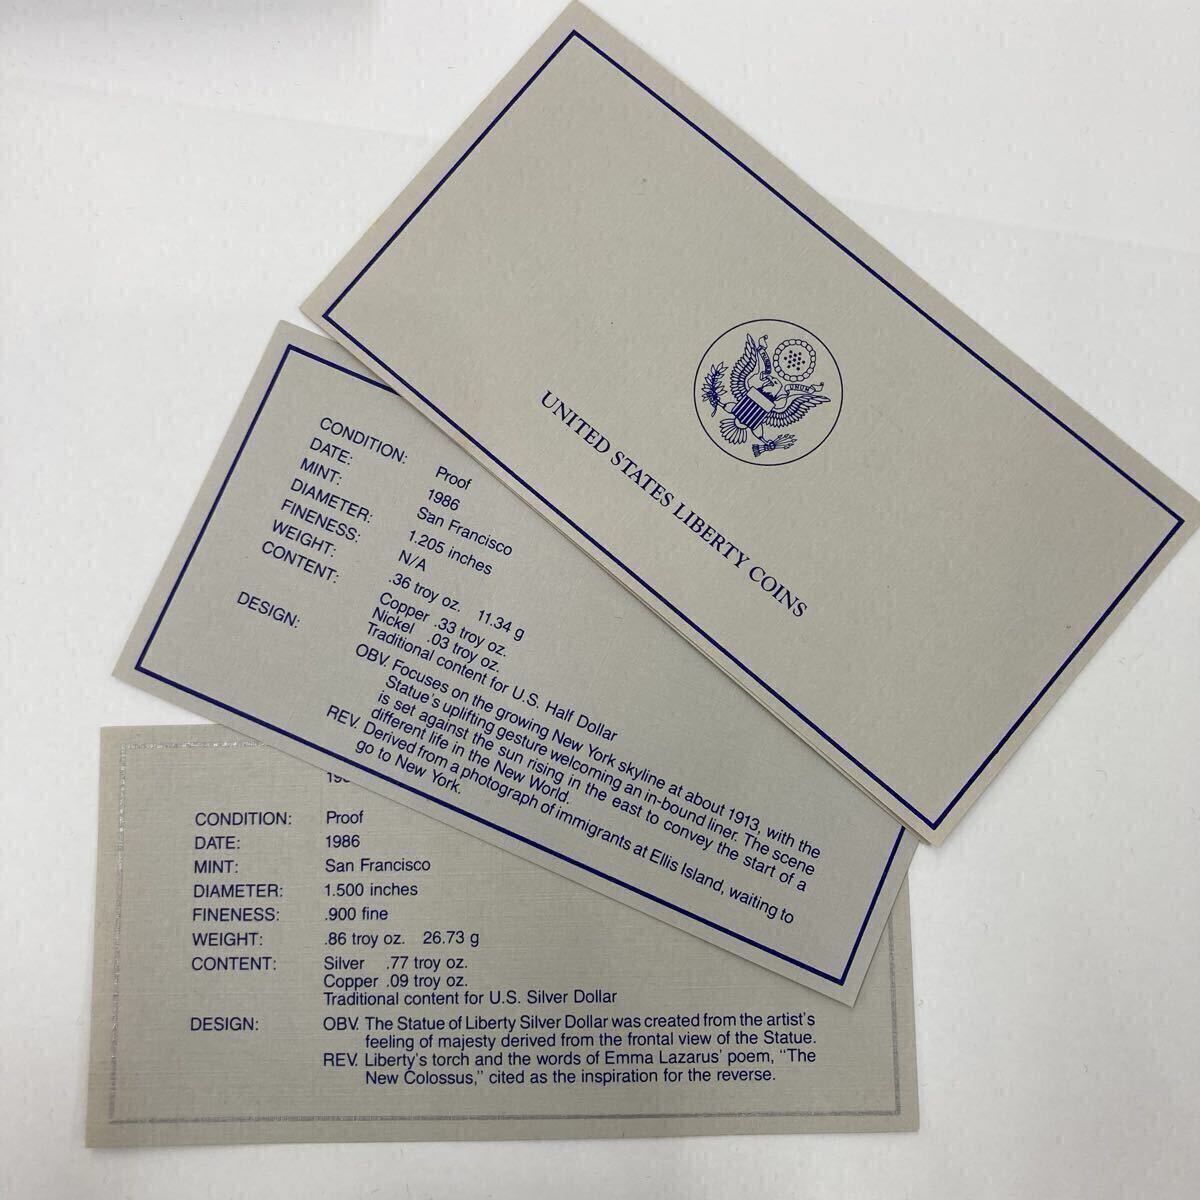 UNUM
UNITED STATES LIBERTY COINS
CONDITION: Proof
DATE: 1986
MINT: San Francisco
DIAMETER: 1.205 inches
FINENESS: N/A
WEIGHT: .36 troy oz. 11.34 g
CONTENT: Copper .33 troy oz.
Nickel .03 troy oz.
Traditional content for U.S. Half Dollar
DESIGN: OBV. Focuses on the growing New York skyline at about 1913, with the
Statue's uplifting gesture welcoming an in-bound liner. The scene
is set against the sun rising in the east to convey the start of a
different life in the New World.
REV. Derived from a photograph of immigrants at Ellis Island, waiting to
go to New York.
CONDITION: Proof
DATE: 1986
MINT: San Francisco
DIAMETER: 1.500 inches
FINENESS: .900 fine
WEIGHT: .86 troy oz. 26.73 g
CONTENT: Silver .77 troy oz.
Copper .09 troy oz.
Traditional content for U.S. Silver Dollar
DESIGN: OBV. The Statue of Liberty Silver Dollar was created from the artist's
feeling of majesty derived from the frontal view of the Statue.
REV. Liberty's torch and the words of Emma Lazarus' poem, "The
New Colossus," cited as the inspiration for the reverse.